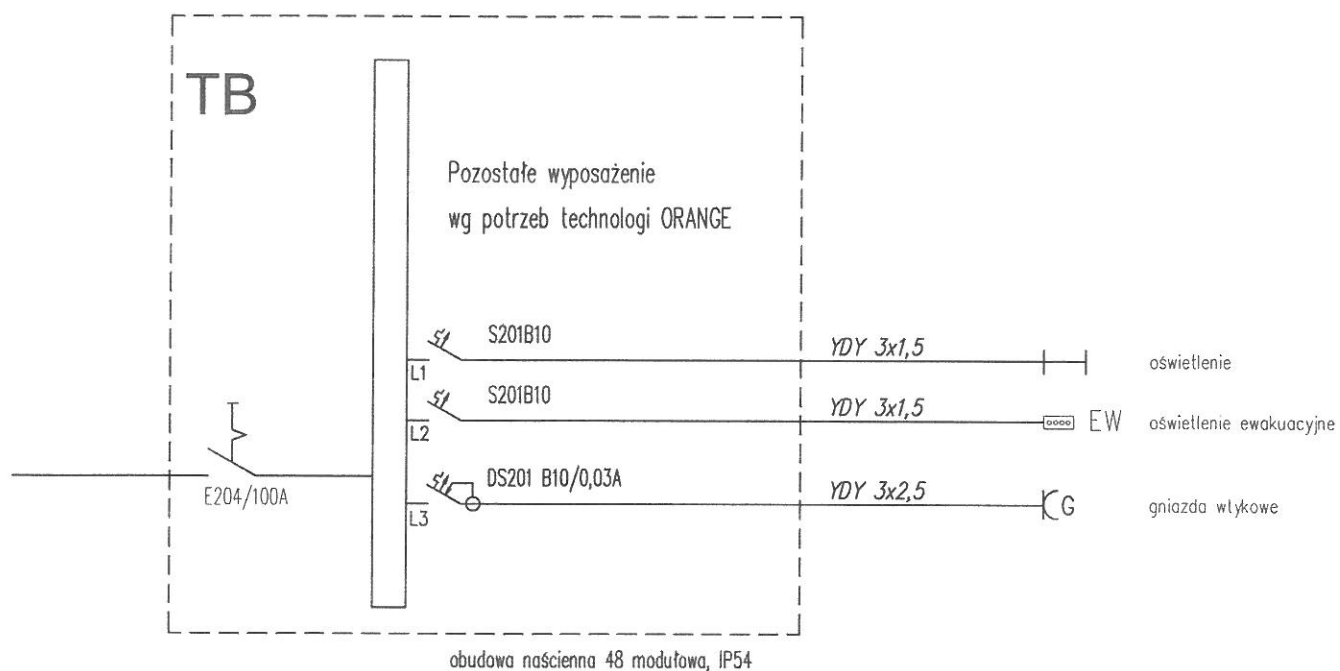 TB
Pozostałe wyposażenie
wg potrzeb technologi ORANGE
S201B10
YDY 3x1,5
L1
oświetlenie
S201B10
YDY 3x1,5
L2
EW
oświetlenie ewakuacyjne
E204/100A
DS201 B10/0,03A
YDY 3x2,5
L3
G
gniazda wtykowe
obudowa naścienna 48 modułowa, IP54